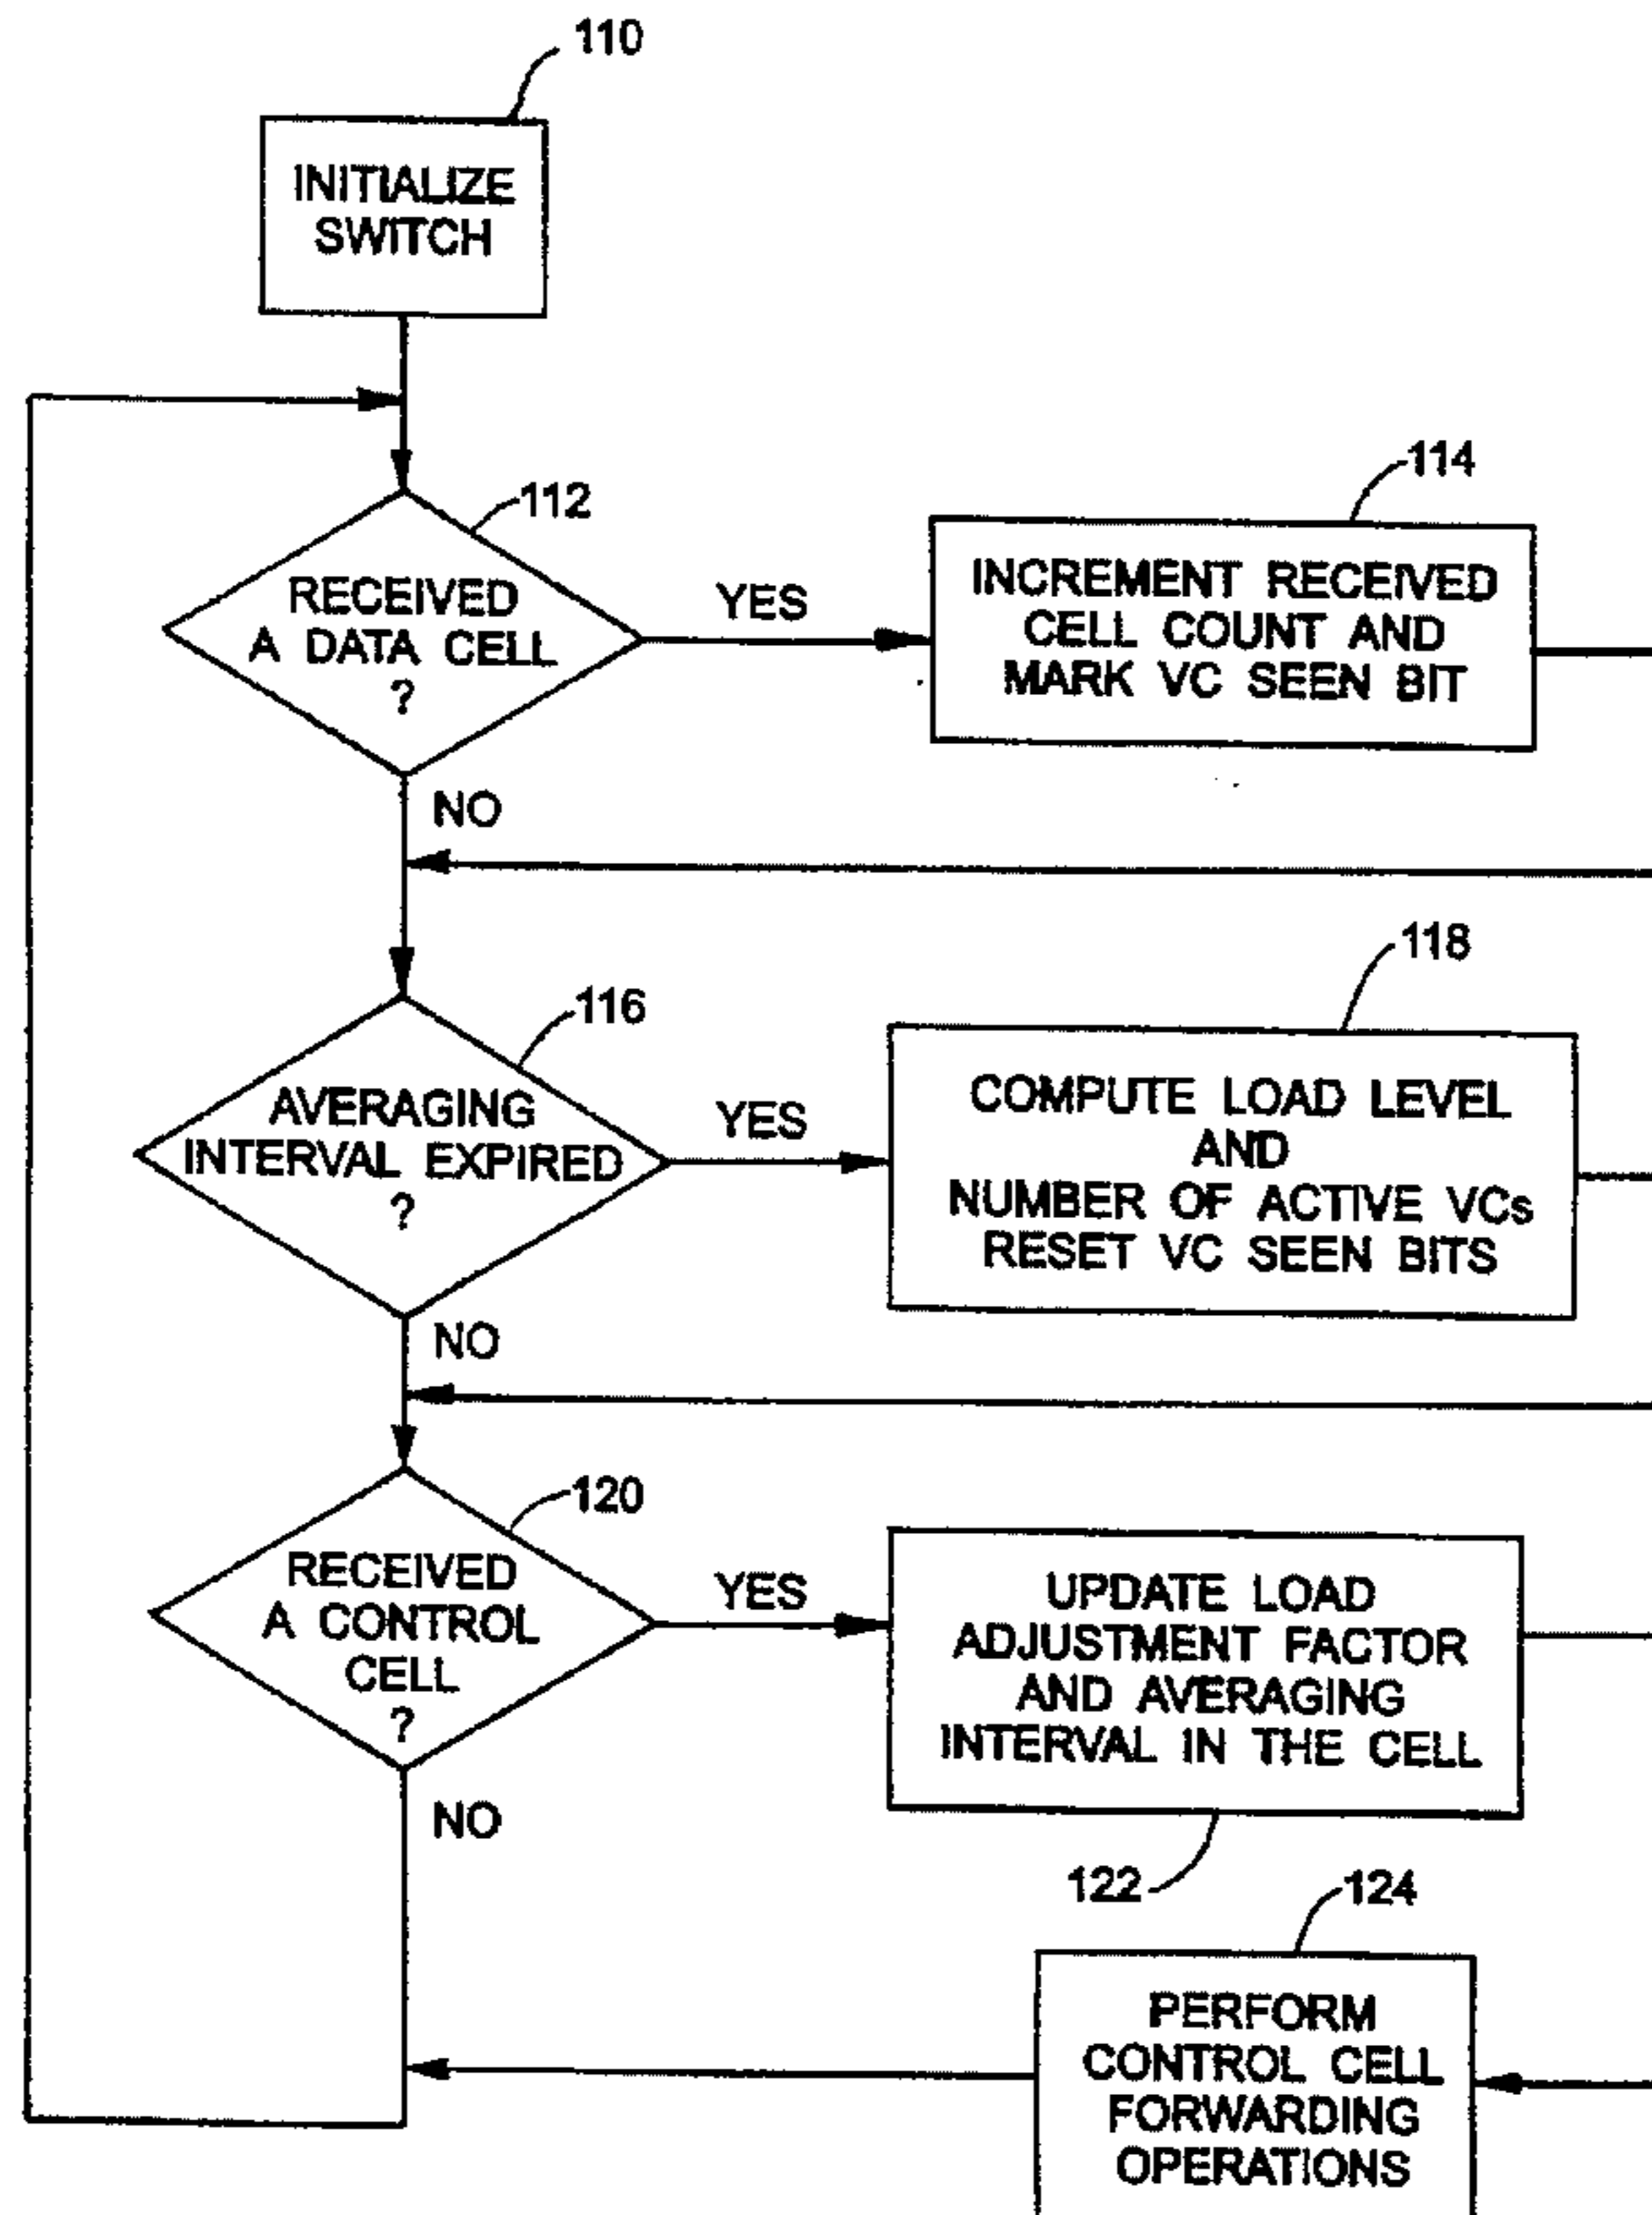 110
INITIALIZE
SWITCH
112
RECEIVED
A DATA CELL
?
YES
114
INCREMENT RECEIVED
CELL COUNT AND
MARK VC SEEN BIT
NO
116
AVERAGING
INTERVAL EXPIRED
?
YES
118
COMPUTE LOAD LEVEL
AND
NUMBER OF ACTIVE VCs
RESET VC SEEN BITS
NO
120
RECEIVED
A CONTROL
CELL
?
YES
UPDATE LOAD
ADJUSTMENT FACTOR
AND AVERAGING
INTERVAL IN THE CELL
122
NO
124
PERFORM
CONTROL CELL
FORWARDING
OPERATIONS